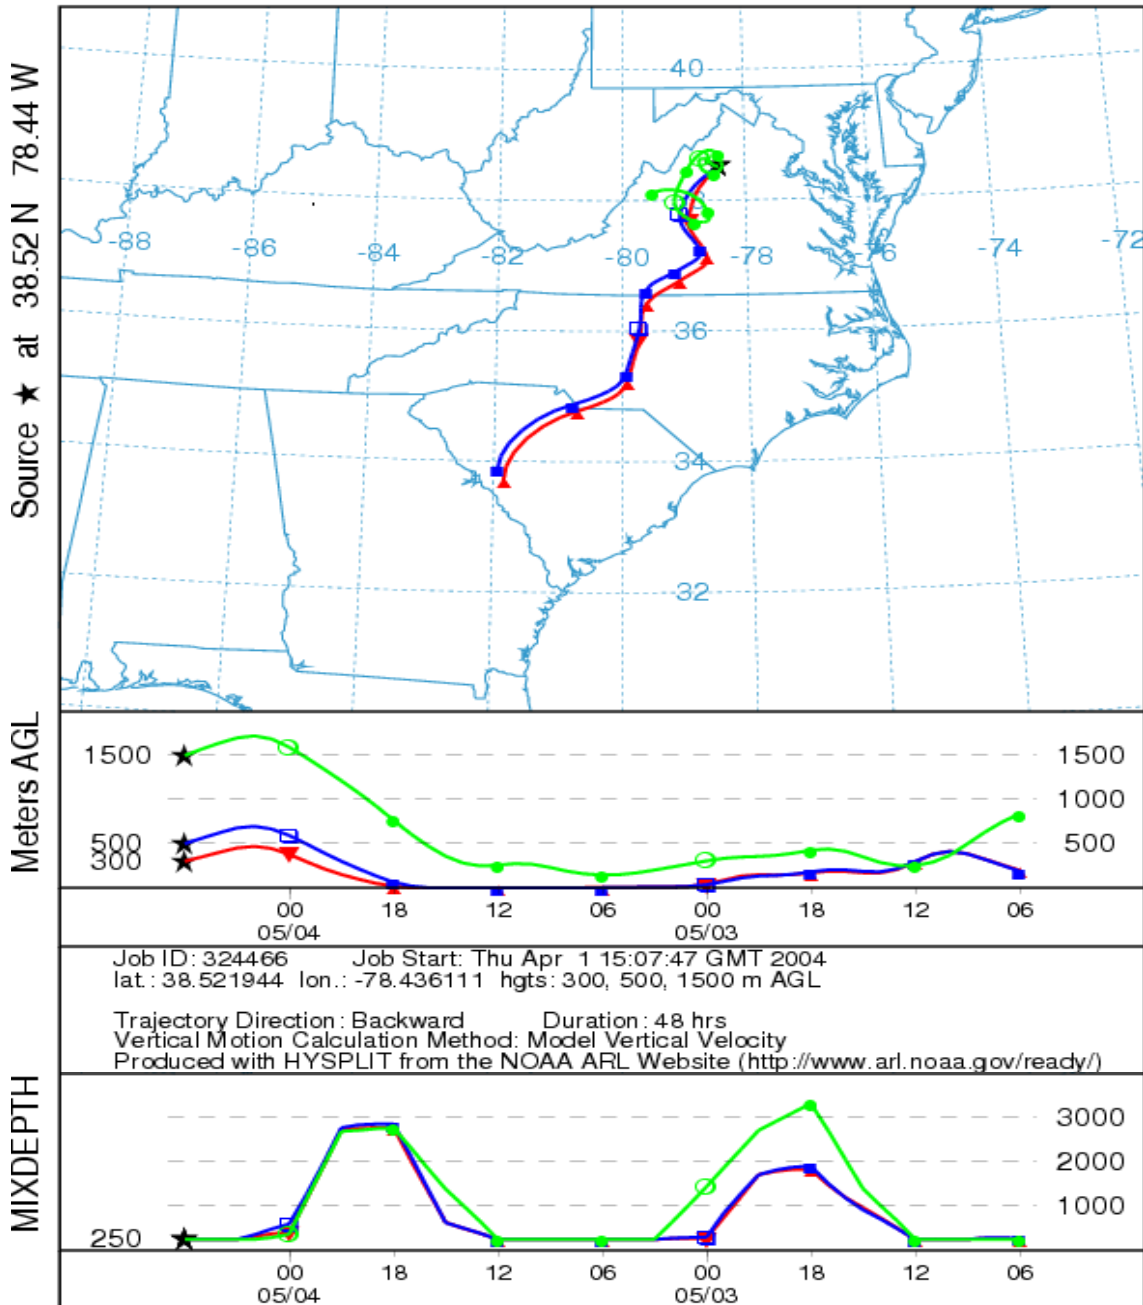 Source ★ at 38.52 N 78.44 W
40
-88 -86 -84 -82 -80 -78 -76 -74 -72
36
34
32
Meters AGL
1500 1500
1000
500 500
300
00 18 12 06 00 18 12 06
05/04 05/03
Job ID: 324466 Job Start: Thu Apr 1 15:07:47 GMT 2004
lat.: 38.521944 lon.: -78.436111 hgts: 300, 500, 1500 m AGL
Trajectory Direction: Backward Duration: 48 hrs
Vertical Motion Calculation Method: Model Vertical Velocity
Produced with HYSPLIT from the NOAA ARL Website (http://www.arl.noaa.gov/ready/)
MIXDEPTH
3000
2000
1000
250
00 18 12 06 00 18 12 06
05/04 05/03